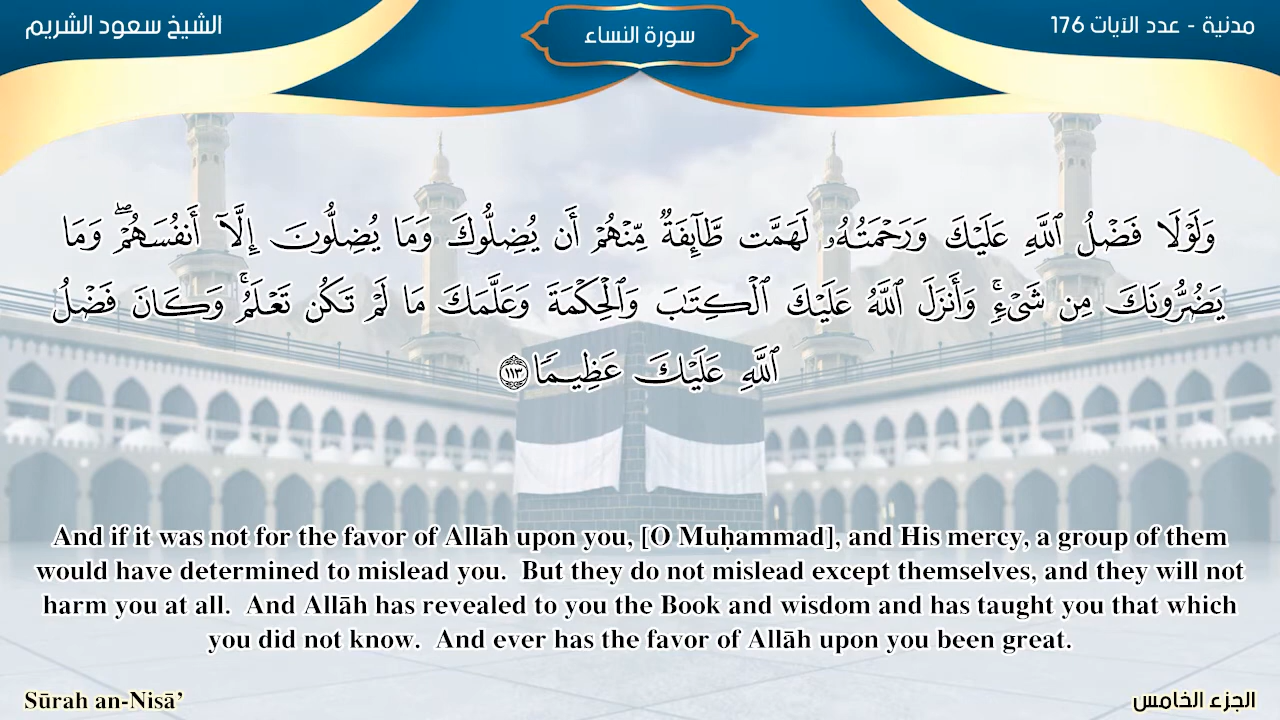 الشيخ سعود الشريم
سورة النساء
مدنية - عدد الآيات 176
وَلَوْلَا فَضْلُ ٱللَّهِ عَلَيْكَ وَرَحْمَتُهُۥ لَهَمَّت طَّآئِفَةٌ مِّنْهُمْ أَن يُضِلُّوكَ وَمَا يُضِلُّونَ إِلَّآ أَنفُسَهُمْ ۖ وَمَا
يَضُرُّونَكَ مِن شَىْءٍ ۚ وَأَنزَلَ ٱللَّهُ عَلَيْكَ ٱلْكِتَـٰبَ وَٱلْحِكْمَةَ وَعَلَّمَكَ مَا لَمْ تَكُن تَعْلَمُ ۚ وَكَانَ فَضْلُ
ٱللَّهِ عَلَيْكَ عَظِيمًا ١١٣
And if it was not for the favor of Allāh upon you, [O Muḥammad], and His mercy, a group of them
would have determined to mislead you. But they do not mislead except themselves, and they will not
harm you at all. And Allāh has revealed to you the Book and wisdom and has taught you that which
you did not know. And ever has the favor of Allāh upon you been great.
Sūrah an-Nisā’
الجزء الخامس